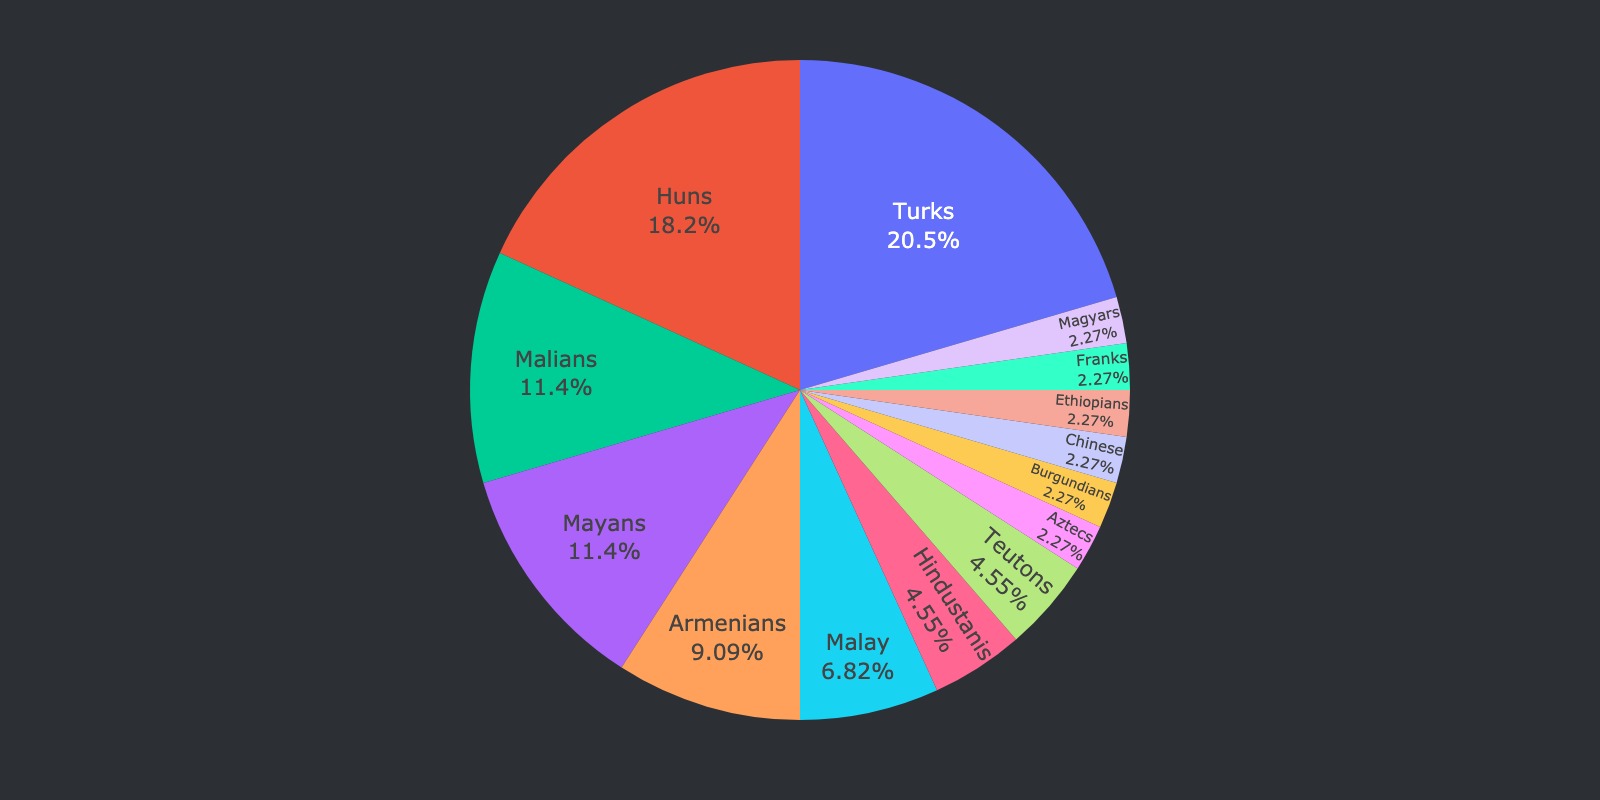 Huns
18.2%
Turks
20.5%
Magyars
2.27%
Franks
2.27%
Malians
11.4%
Ethiopians
2.27%
Chinese
2.27%
Burgundians
2.27%
Mayans
11.4%
Aztecs
2.27%
Teutons
4.55%
Hindustanis
4.55%
Armenians
9.09%
Malay
6.82%